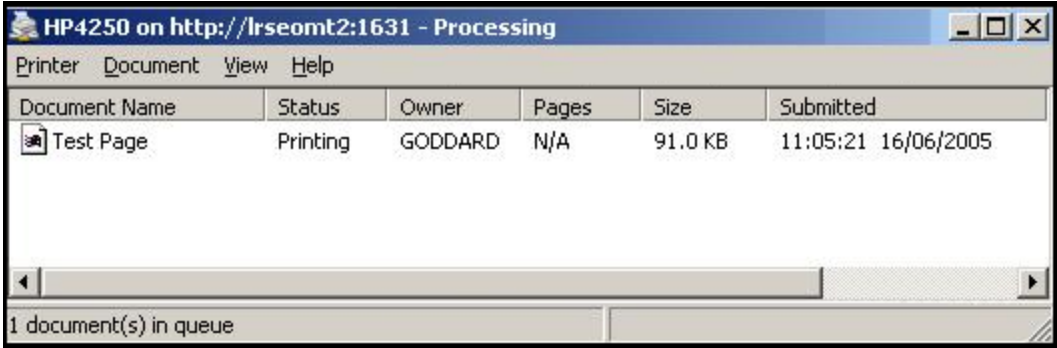 HP4250 on http://lrseomt2:1631 - Processing
Printer Document View Help
Document Name Status Owner Pages Size Submitted
Test Page Printing GODDARD N/A 91.0 KB 11:05:21 16/06/2005
1 document(s) in queue